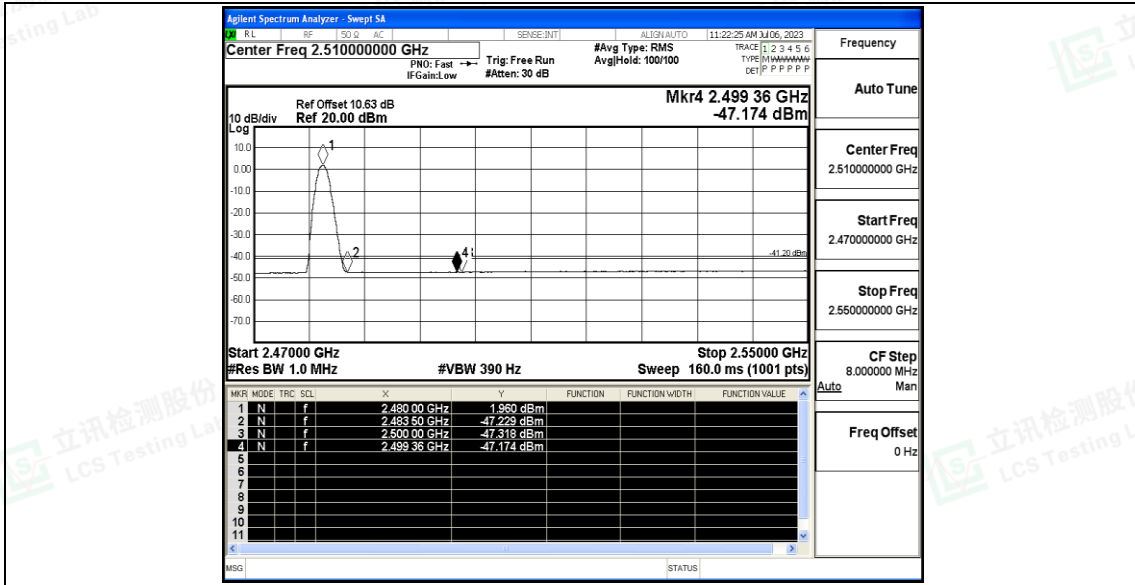 Agilent Spectrum Analyzer - Swept SA
LXI RL RF 50 Ω AC SENSE:INT ALIGNAUTO 11:22:25 AM Jul 06, 2023
Center Freq 2.510000000 GHz
PNO: Fast
IFGain:Low
Trig: Free Run
#Atten: 30 dB
#Avg Type: RMS
Avg|Hold: 100/100
TRACE 1 2 3 4 5 6
TYPE M WWWWW
DET P P P P P P
Mkr4 2.499 36 GHz
-47.174 dBm
Ref Offset 10.63 dB
10 dB/div Ref 20.00 dBm
Log
10.0
0.00
-10.0
-20.0
-30.0
-40.0
-50.0
-60.0
-70.0
1
2
4
-41.20 dBm
Start 2.47000 GHz Stop 2.55000 GHz
#Res BW 1.0 MHz #VBW 390 Hz Sweep 160.0 ms (1001 pts)
MKR MODE TRC SCL X Y FUNCTION FUNCTION WIDTH FUNCTION VALUE
1 N f 2.480 00 GHz 1.960 dBm
2 N f 2.483 50 GHz -47.229 dBm
3 N f 2.500 00 GHz -47.318 dBm
4 N f 2.499 36 GHz -47.174 dBm
5
6
7
8
9
10
11
MSG STATUS
Frequency
Auto Tune
Center Freq
2.510000000 GHz
Start Freq
2.470000000 GHz
Stop Freq
2.550000000 GHz
CF Step
8.000000 MHz
Auto Man
Freq Offset
0 Hz
立讯检测股份
LCS Testing Lab
立讯检测股份
LCS Testing L
sting Lab